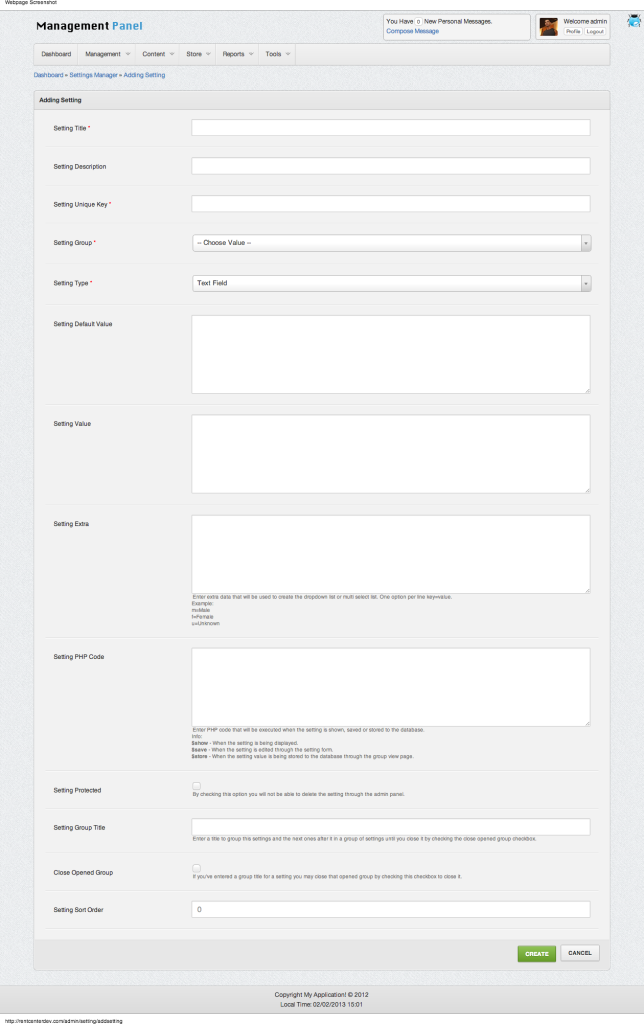 Webpage Screenshot
Management Panel
You Have 0 New Personal Messages.
Compose Message
Welcome admin
Profile Logout
Dashboard Management Content Store Reports Tools
Dashboard » Settings Manager » Adding Setting
Adding Setting
Setting Title *
Setting Description
Setting Unique Key *
Setting Group *
-- Choose Value --
Setting Type *
Text Field
Setting Default Value
Setting Value
Setting Extra
Enter extra data that will be used to create the dropdown list or multi select list. One option per line key=value.
Example:
m=Male
f=Female
u=Unknown
Setting PHP Code
Enter PHP code that will be executed when the setting is shown, saved or stored to the database.
Info:
$show - When the setting is being displayed.
$save - When the setting is edited through the setting form.
$store - When the setting value is being stored to the database through the group view page.
Setting Protected
By checking this option you will not be able to delete the setting through the admin panel.
Setting Group Title
Enter a title to group this settings and the next ones after it in a group of settings until you close it by checking the close opened group checkbox.
Close Opened Group
If you've entered a group title for a setting you may close that opened group by checking this checkbox to close it.
Setting Sort Order
0
CREATE CANCEL
Copyright My Application! © 2012
Local Time: 02/02/2013 15:01
http://rentcenterdev.com/admin/setting/addsetting